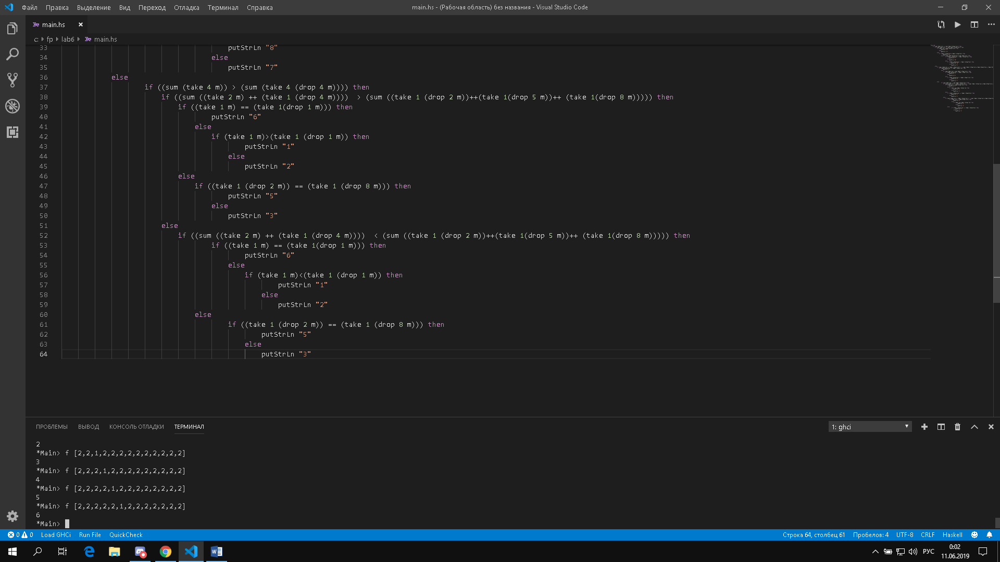 Файл Правка Выделение Вид Переход Отладка Терминал Справка main.hs - (Рабочая область) без названия - Visual Studio Code
main.hs
c: fp lab6 main.hs
33 putStrLn "8"
34 else
35 putStrLn "7"
36 else
37 if ((sum (take 4 m)) > (sum (take 4 (drop 4 m)))) then
38 if ((sum ((take 2 m) ++ (take 1 (drop 4 m))))  > (sum ((take 1 (drop 2 m))++(take 1(drop 5 m))++ (take 1(drop 8 m))))) then
39 if ((take 1 m) == (take 1(drop 1 m))) then
40 putStrLn "6"
41 else
42 if (take 1 m)>(take 1 (drop 1 m)) then
43 putStrLn "1"
44 else
45 putStrLn "2"
46 else
47 if ((take 1 (drop 2 m)) == (take 1 (drop 8 m))) then
48 putStrLn "5"
49 else
50 putStrLn "3"
51 else
52 if ((sum ((take 2 m) ++ (take 1 (drop 4 m))))  < (sum ((take 1 (drop 2 m))++(take 1(drop 5 m))++ (take 1(drop 8 m))))) then
53 if ((take 1 m) == (take 1(drop 1 m))) then
54 putStrLn "6"
55 else
56 if (take 1 m)<(take 1 (drop 1 m)) then
57 putStrLn "1"
58 else
59 putStrLn "2"
60 else
61 if ((take 1 (drop 2 m)) == (take 1 (drop 8 m))) then
62 putStrLn "5"
63 else
64 putStrLn "3"
ПРОБЛЕМЫ ВЫВОД КОНСОЛЬ ОТЛАДКИ ТЕРМИНАЛ 1: ghci
2
*Main> f [2,2,1,2,2,2,2,2,2,2,2,2,2]
3
*Main> f [2,2,2,1,2,2,2,2,2,2,2,2,2]
4
*Main> f [2,2,2,2,1,2,2,2,2,2,2,2,2]
5
*Main> f [2,2,2,2,2,1,2,2,2,2,2,2,2]
6
*Main>
0 0 Load GHCi Run File QuickCheck Строка 64, столбец 61 Пробелов: 4 UTF-8 CRLF Haskell
РУС 0:02
11.06.2019